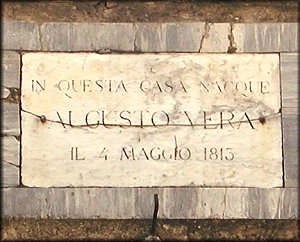 IN QUESTA CASA NACQUE
AUGUSTO VERA
IL 4 MAGGIO 1813